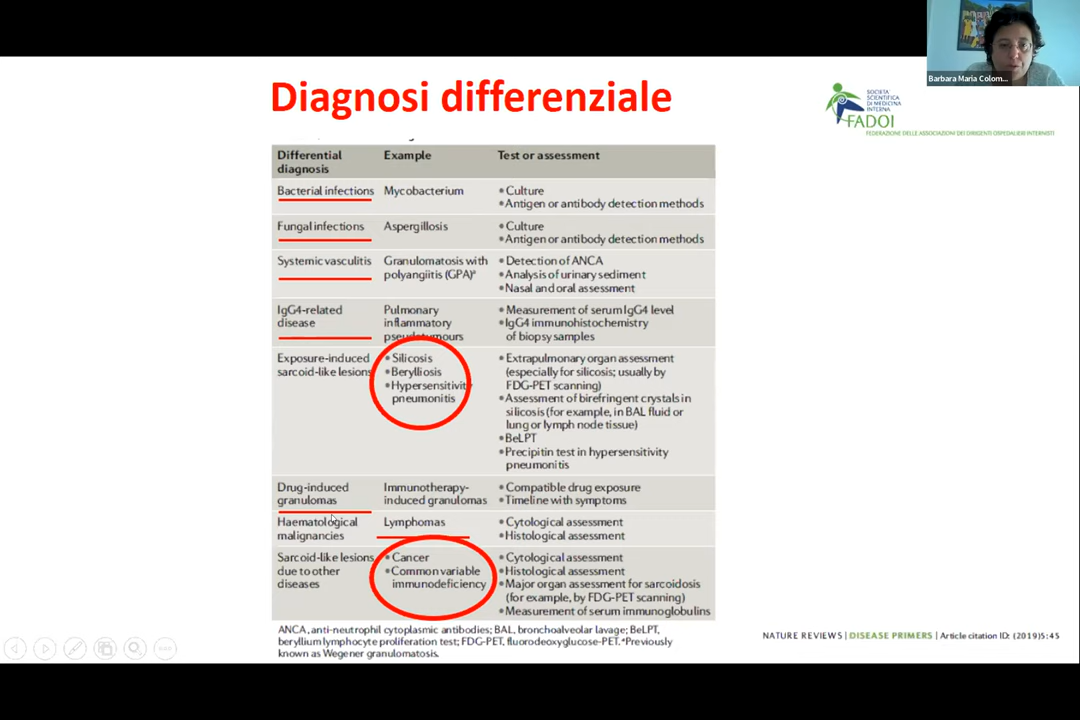 Barbara Maria Colom...
Diagnosi differenziale
SOCIETÀ
SCIENTIFICA
DI MEDICINA
INTERNA
FADOI
FEDERAZIONE DELLE ASSOCIAZIONI DEI DIRIGENTI OSPEDALIERI INTERNISTI
Differential diagnosis
Example
Test or assessment
Bacterial infections
Mycobacterium
• Culture
• Antigen or antibody detection methods
Fungal infections
Aspergillosis
• Culture
• Antigen or antibody detection methods
Systemic vasculitis
Granulomatosis with
polyangiitis (GPA)ª
• Detection of ANCA
• Analysis of urinary sediment
• Nasal and oral assessment
IgG4-related
disease
Pulmonary
inflammatory
pseudotumours
• Measurement of serum IgG4 level
• IgG4 immunohistochemistry
of biopsy samples
Exposure-induced
sarcoid-like lesions
• Silicosis
• Berylliosis
• Hypersensitivity
pneumonitis
• Extrapulmonary organ assessment
(especially for silicosis; usually by
FDG-PET scanning)
• Assessment of birefringent crystals in
silicosis (for example, in BAL fluid or
lung or lymph node tissue)
• BeLPT
• Precipitin test in hypersensitivity
pneumonitis
Drug-induced
granulomas
Immunotherapy-
induced granulomas
• Compatible drug exposure
• Timeline with symptoms
Haematological
malignancies
Lymphomas
• Cytological assessment
• Histological assessment
Sarcoid-like lesions
due to other
diseases
• Cancer
• Common variable
immunodeficiency
• Cytological assessment
• Histological assessment
• Major organ assessment for sarcoidosis
(for example, by FDG-PET scanning)
• Measurement of serum immunoglobulins
ANCA, anti-neutrophil cytoplasmic antibodies; BAL, bronchoalveolar lavage; BeLPT,
beryllium lymphocyte proliferation test; FDG-PET, fluorodeoxyglucose-PET. ªPreviously
known as Wegener granulomatosis.
NATURE REVIEWS | DISEASE PRIMERS | Article citation ID: (2019) 5:45